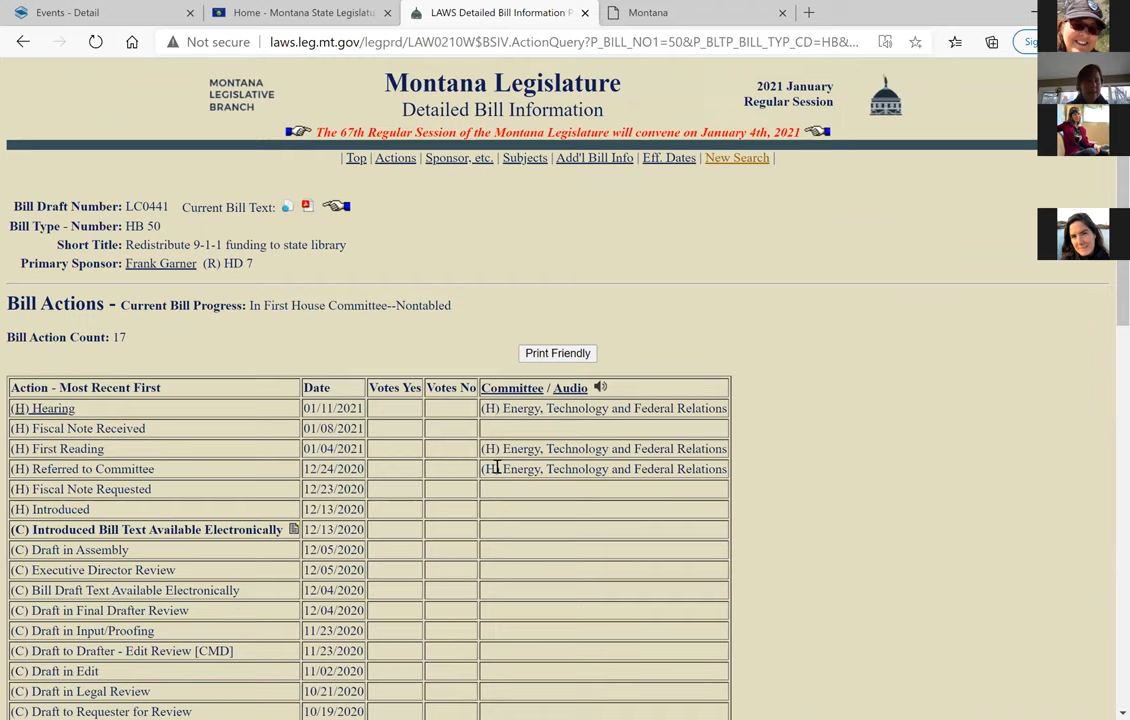 Events - Detail
Home - Montana State Legislatu
LAWS Detailed Bill Information P
Montana
Not secure
laws.leg.mt.gov/legprd/LAW0210W$BSIV.ActionQuery?P_BILL_NO1=50&P_BLTP_BILL_TYP_CD=HB&...
Sig
MONTANA
LEGISLATIVE
BRANCH
Montana Legislature
Detailed Bill Information
2021 January
Regular Session
The 67th Regular Session of the Montana Legislature will convene on January 4th, 2021
| Top | Actions | Sponsor, etc. | Subjects | Add'l Bill Info | Eff. Dates | New Search |
Bill Draft Number: LC0441 Current Bill Text:
Bill Type - Number: HB 50
Short Title: Redistribute 9-1-1 funding to state library
Primary Sponsor: Frank Garner (R) HD 7
Bill Actions - Current Bill Progress: In First House Committee--Nontabled
Bill Action Count: 17
Print Friendly
Action - Most Recent First Date Votes Yes Votes No Committee / Audio
(H) Hearing 01/11/2021 (H) Energy, Technology and Federal Relations
(H) Fiscal Note Received 01/08/2021
(H) First Reading 01/04/2021 (H) Energy, Technology and Federal Relations
(H) Referred to Committee 12/24/2020 (H) Energy, Technology and Federal Relations
(H) Fiscal Note Requested 12/23/2020
(H) Introduced 12/13/2020
(C) Introduced Bill Text Available Electronically 12/13/2020
(C) Draft in Assembly 12/05/2020
(C) Executive Director Review 12/05/2020
(C) Bill Draft Text Available Electronically 12/04/2020
(C) Draft in Final Drafter Review 12/04/2020
(C) Draft in Input/Proofing 11/23/2020
(C) Draft to Drafter - Edit Review [CMD] 11/23/2020
(C) Draft in Edit 11/02/2020
(C) Draft in Legal Review 10/21/2020
(C) Draft to Requester for Review 10/19/2020